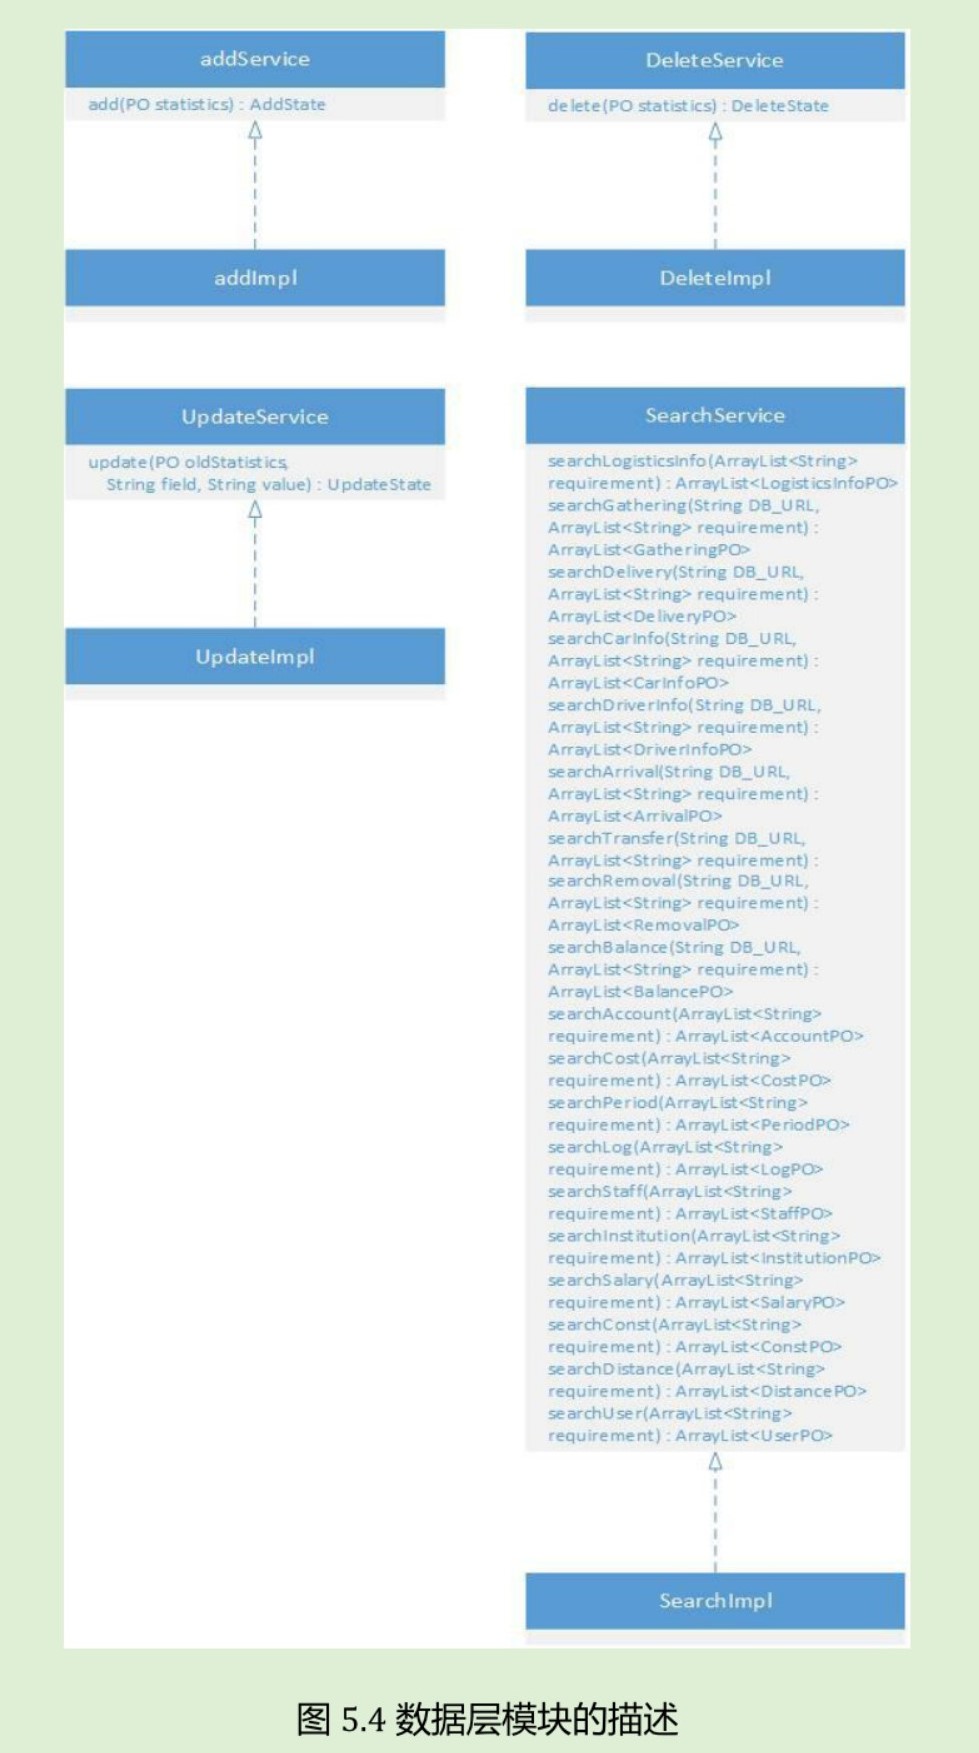 addService
add(PO statistics) : AddState
addImpl
DeleteService
delete(PO statistics) : DeleteState
DeleteImpl
UpdateService
update(PO oldStatistics,
String field, String value) : UpdateState
UpdateImpl
SearchService
searchLogisticsInfo(ArrayList<String>
requirement) : ArrayList<LogisticsInfoPO>
searchGathering(String DB_URL,
ArrayList<String> requirement) :
ArrayList<GatheringPO>
searchDelivery(String DB_URL,
ArrayList<String> requirement) :
ArrayList<DeliveryPO>
searchCarInfo(String DB_URL,
ArrayList<String> requirement) :
ArrayList<CarInfoPO>
searchDriverInfo(String DB_URL,
ArrayList<String> requirement) :
ArrayList<DriverInfoPO>
searchArrival(String DB_URL,
ArrayList<String> requirement) :
ArrayList<ArrivalPO>
searchTransfer(String DB_URL,
ArrayList<String> requirement) :
searchRemoval(String DB_URL,
ArrayList<String> requirement) :
ArrayList<RemovalPO>
searchBalance(String DB_URL,
ArrayList<String> requirement) :
ArrayList<BalancePO>
searchAccount(ArrayList<String>
requirement) : ArrayList<AccountPO>
searchCost(ArrayList<String>
requirement) : ArrayList<CostPO>
searchPeriod(ArrayList<String>
requirement) : ArrayList<PeriodPO>
searchLog(ArrayList<String>
requirement) : ArrayList<LogPO>
searchStaff(ArrayList<String>
requirement) : ArrayList<StaffPO>
searchInstitution(ArrayList<String>
requirement) : ArrayList<InstitutionPO>
searchSalary(ArrayList<String>
requirement) : ArrayList<SalaryPO>
searchConst(ArrayList<String>
requirement) : ArrayList<ConstPO>
searchDistance(ArrayList<String>
requirement) : ArrayList<DistancePO>
searchUser(ArrayList<String>
requirement) : ArrayList<UserPO>
SearchImpl
图 5.4 数据层模块的描述